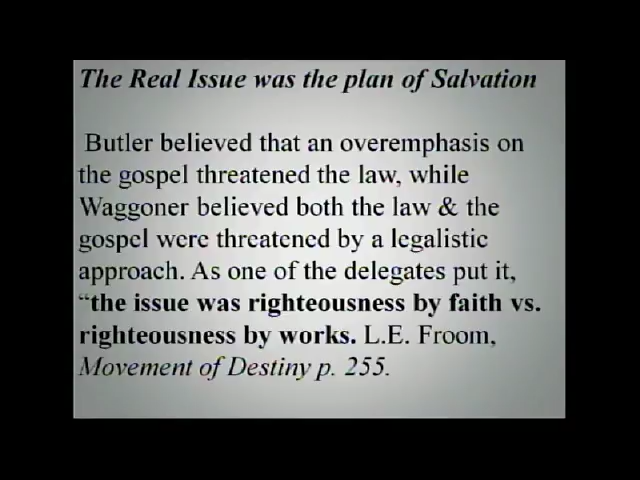 The Real Issue was the plan of Salvation
Butler believed that an overemphasis on
the gospel threatened the law, while
Waggoner believed both the law & the
gospel were threatened by a legalistic
approach. As one of the delegates put it,
“the issue was righteousness by faith vs.
righteousness by works. L.E. Froom,
Movement of Destiny p. 255.